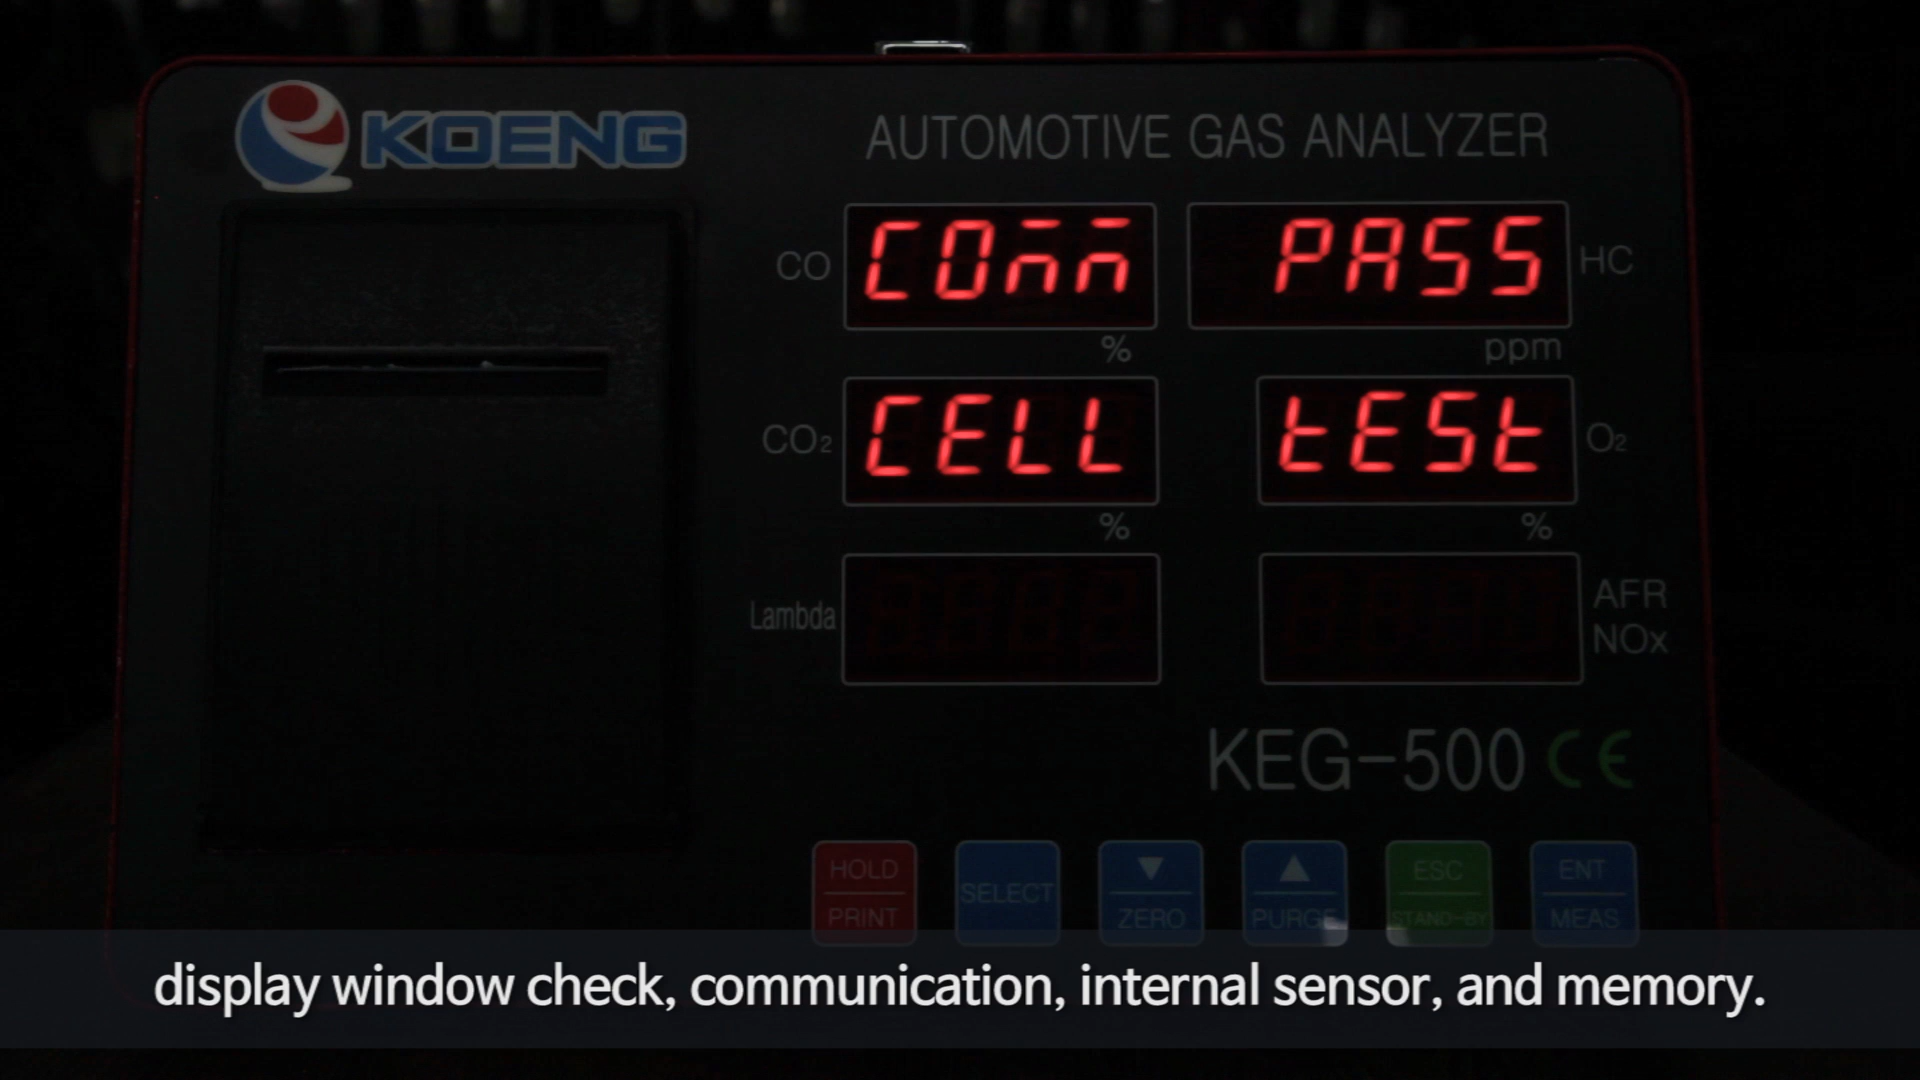 KOENG
AUTOMOTIVE GAS ANALYZER
CO COMM PASS HC
% ppm
CO₂ CELL tESt O₂
% %
Lambda AFR
NOx
KEG-500 CE
HOLD SELECT ▼ ▲ ESC ENT
PRINT ZERO PURGE STAND-BY MEAS
display window check, communication, internal sensor, and memory.